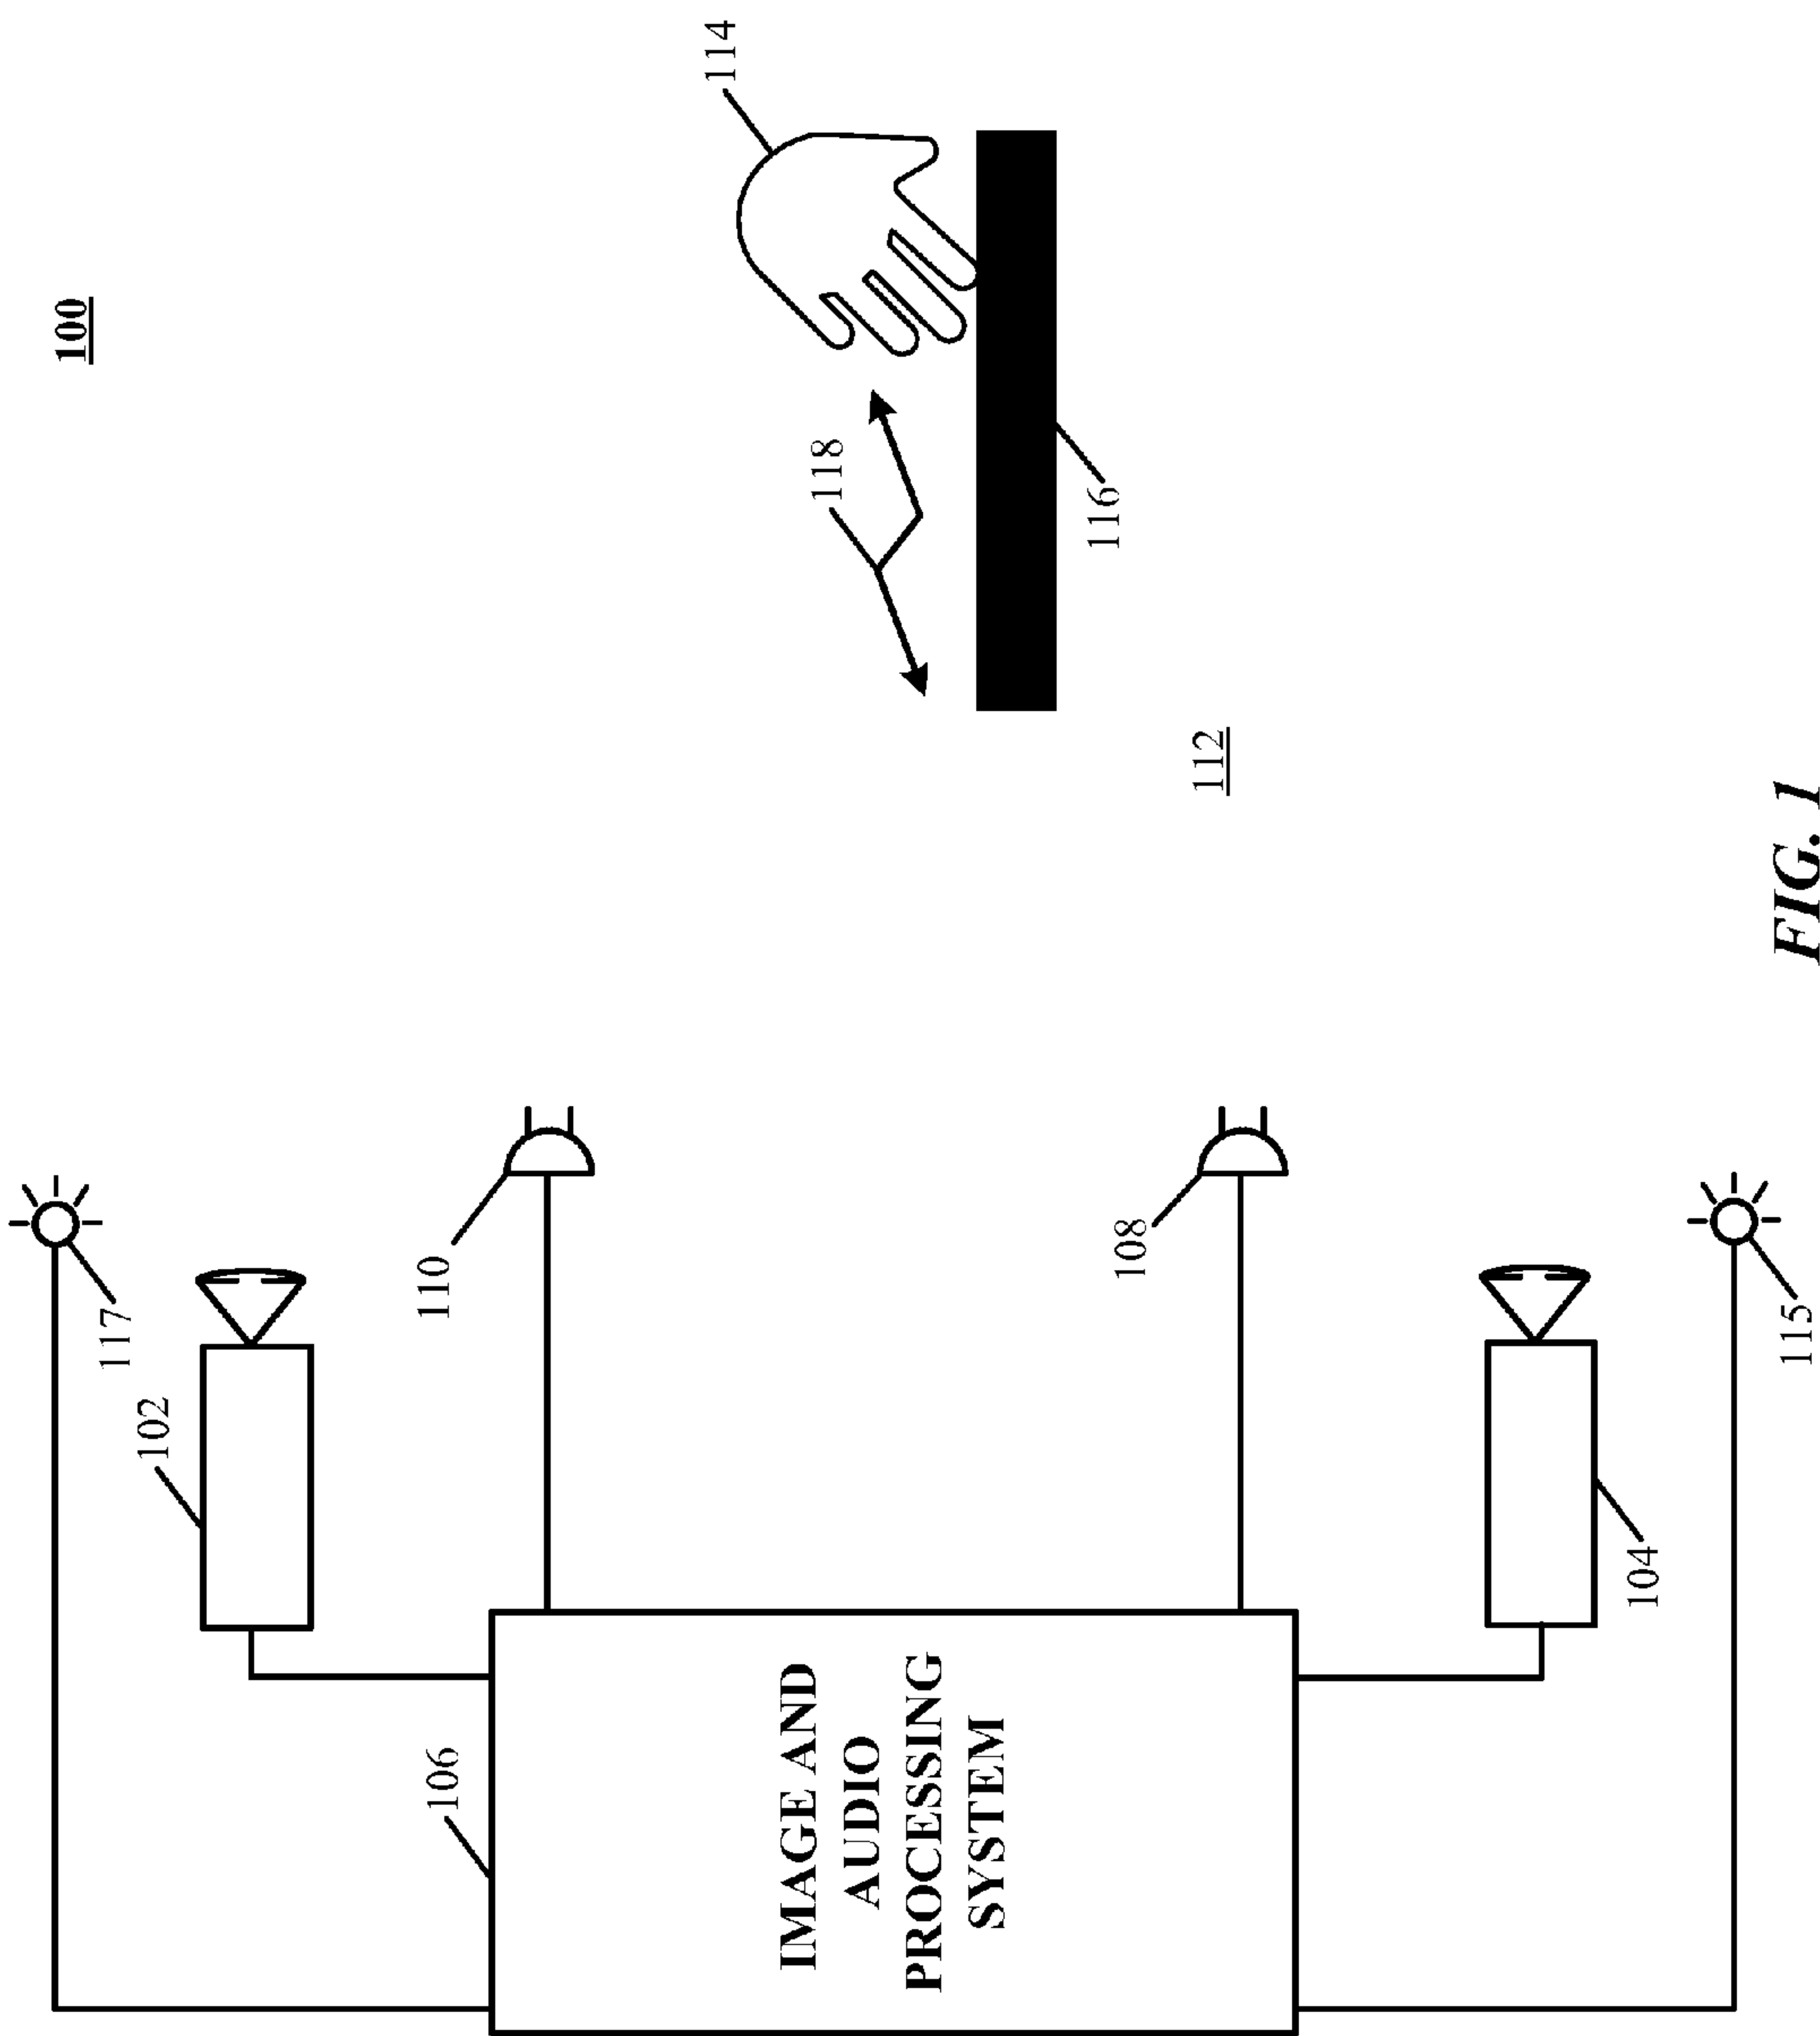 100
117
102
110
106
IMAGE AND
AUDIO
PROCESSING
SYSTEM
108
104
115
114
118
116
112
FIG. 1